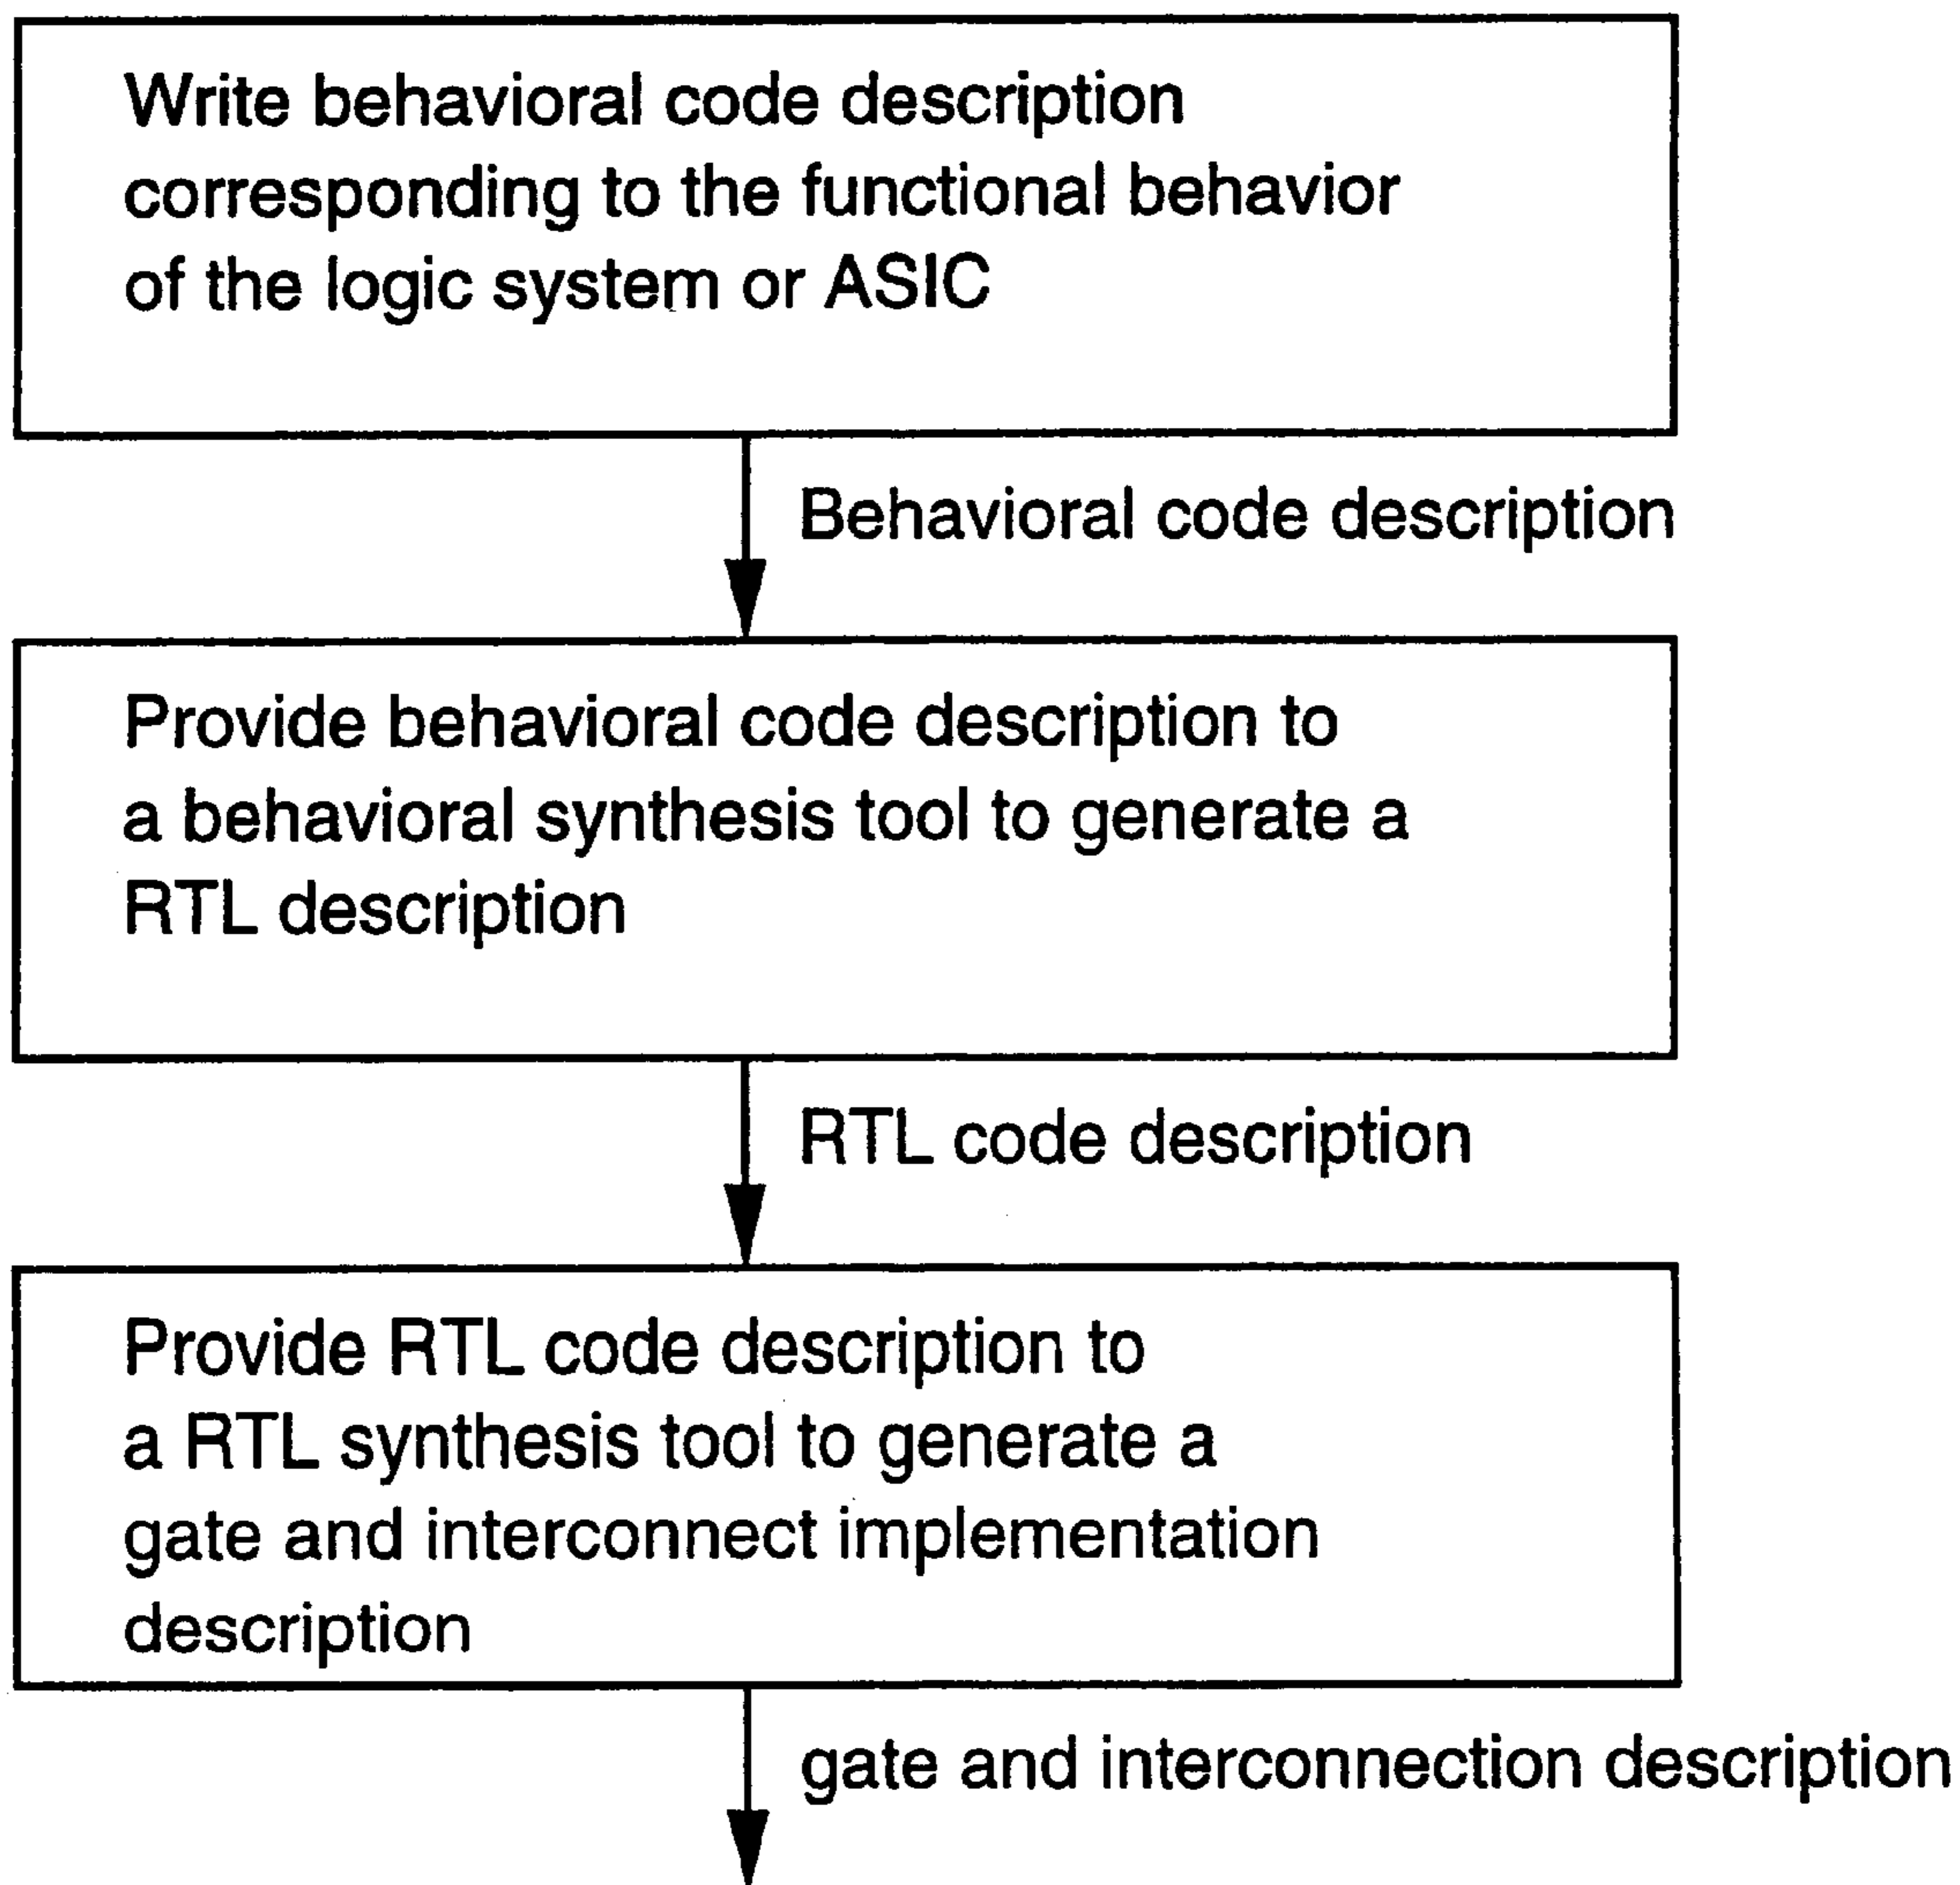 Write behavioral code description
corresponding to the functional behavior
of the logic system or ASIC
Behavioral code description
Provide behavioral code description to
a behavioral synthesis tool to generate a
RTL description
RTL code description
Provide RTL code description to
a RTL synthesis tool to generate a
gate and interconnect implementation
description
gate and interconnection description